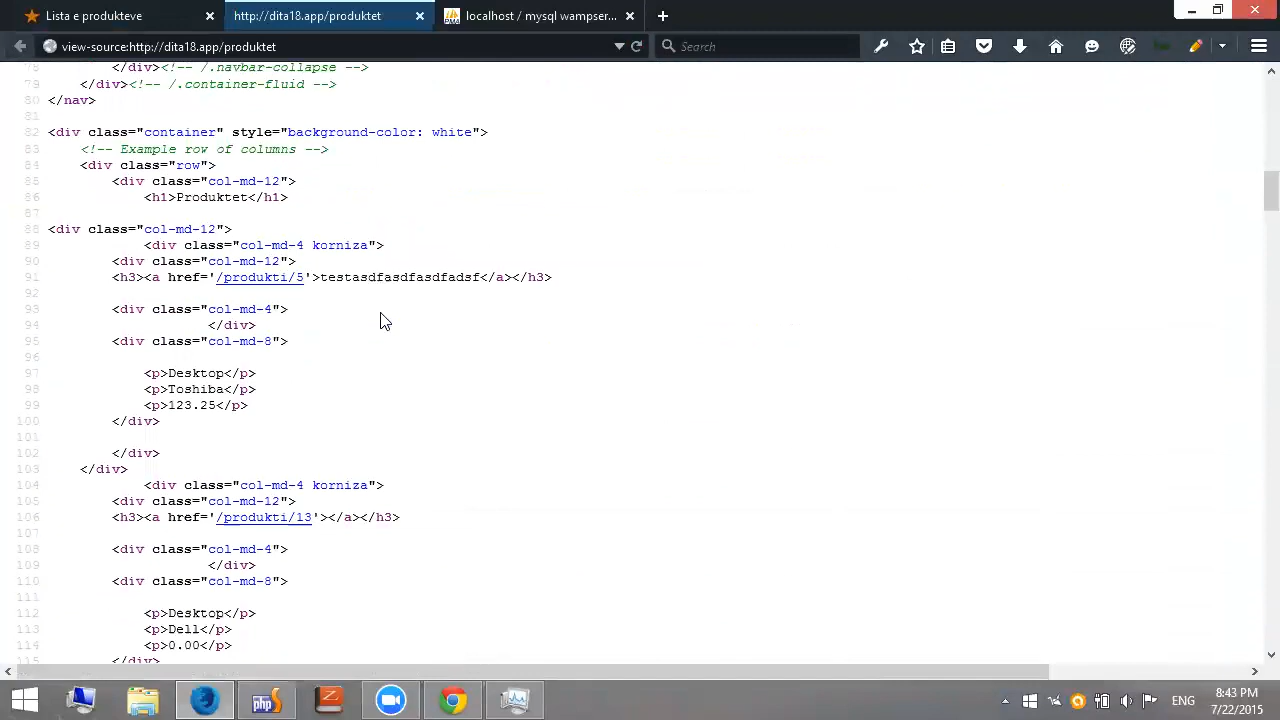 Lista e produkteve
http://dita18.app/produktet
localhost / mysql wampser...
view-source:http://dita18.app/produktet
Search
78 </div><!-- /.navbar-collapse -->
79 </div><!-- /.container-fluid -->
80 </nav>
81
82 <div class="container" style="background-color: white">
83 <!-- Example row of columns -->
84 <div class="row">
85 <div class="col-md-12">
86 <h1>Produktet</h1>
87
88 <div class="col-md-12">
89 <div class="col-md-4 korniza">
90 <div class="col-md-12">
91 <h3><a href='/produkti/5'>testasdfasdfasdfasdf</a></h3>
92
93 <div class="col-md-4">
94 </div>
95 <div class="col-md-8">
96
97 <p>Desktop</p>
98 <p>Toshiba</p>
99 <p>123.45</p>
100 </div>
101
102 </div>
103 </div>
104 <div class="col-md-4 korniza">
105 <div class="col-md-12">
106 <h3><a href='/produkti/13'></a></h3>
107
108 <div class="col-md-4">
109 </div>
110 <div class="col-md-8">
111
112 <p>Desktop</p>
113 <p>Dell</p>
114 <p>0.00</p>
115 </div>
php
ENG
8:43 PM
7/22/2015